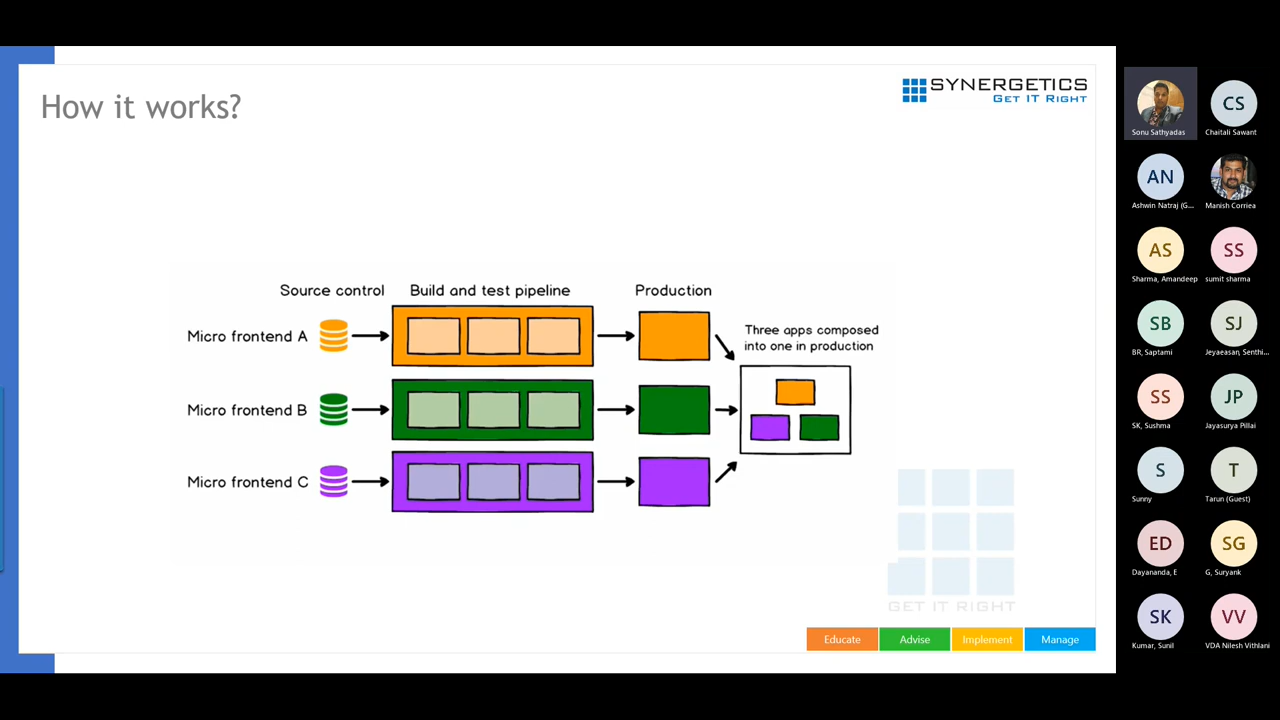 How it works?
SYNERGETICS
GET IT RIGHT
Source control
Build and test pipeline
Production
Micro frontend A
Three apps composed
into one in production
Micro frontend B
Micro frontend C
GET IT RIGHT
Educate
Advise
Implement
Manage
Sonu Sathyadas
CS
Chaitali Sawant
AN
Ashwin Natraj (G...
Manish Corriea
AS
Sharma, Amandeep
SS
sumit sharma
SB
BR, Saptami
SJ
Jeyaeasan, Senthi...
SS
SK, Sushma
JP
Jayasurya Pillai
S
Sunny
T
Tarun (Guest)
ED
Dayananda, E
SG
G, Suryank
SK
Kumar, Sunil
VV
VDA Nilesh Vithlani